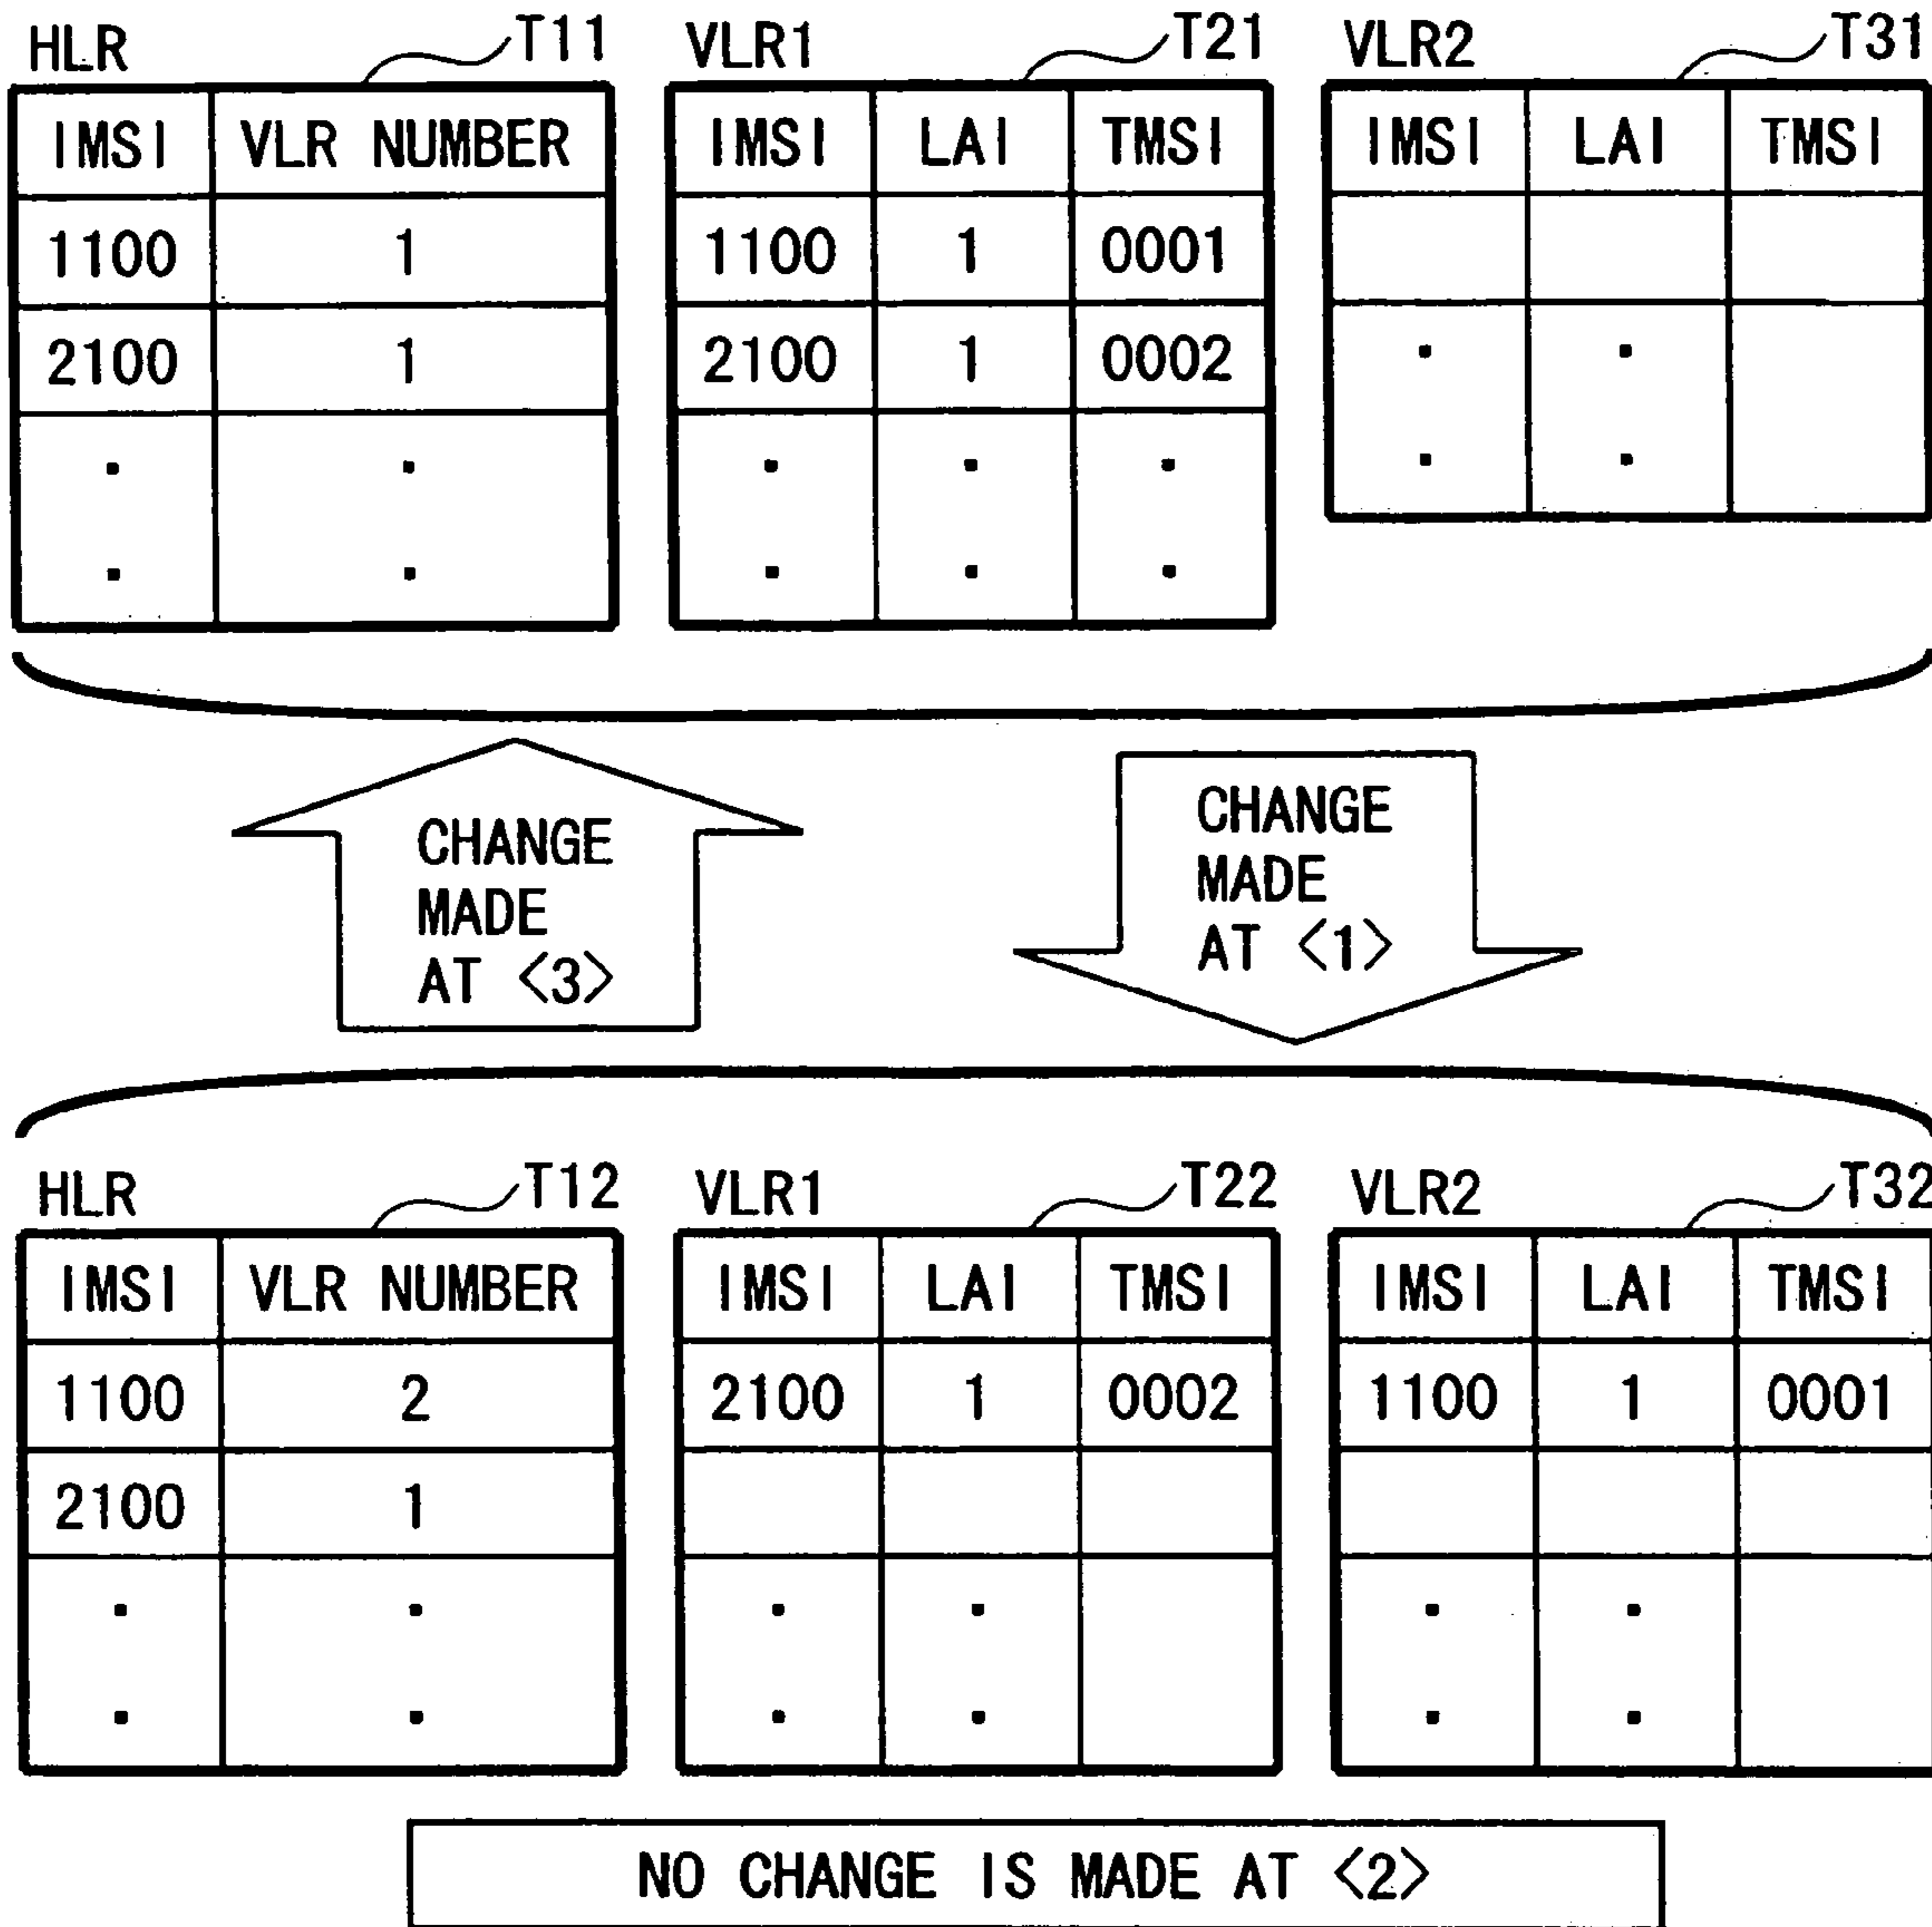 HLR T11 VLR1 T21 VLR2 T31
IMSI VLR NUMBER IMSI LAI TMSI IMSI LAI TMSI
1100 1 1100 1 0001
2100 1 2100 1 0002
CHANGE
MADE
AT <3>
CHANGE
MADE
AT <1>
HLR T12 VLR1 T22 VLR2 T32
IMSI VLR NUMBER IMSI LAI TMSI IMSI LAI TMSI
1100 2 2100 1 0002 1100 1 0001
2100 1
NO CHANGE IS MADE AT <2>